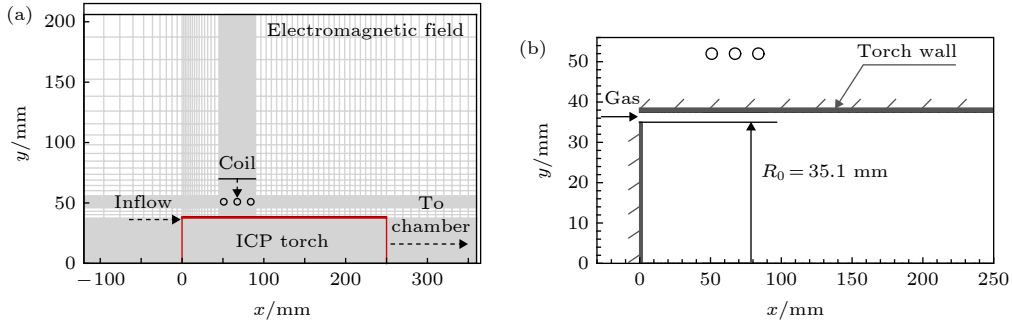 (a)
200
150
100
50
0
y/mm
Electromagnetic field
Coil
Inflow
To
chamber
ICP torch
−100
0
100
200
300
x/mm
(b)
50
40
30
20
10
0
y/mm
Torch wall
Gas
R0=35.1 mm
0
50
100
150
200
250
x/mm